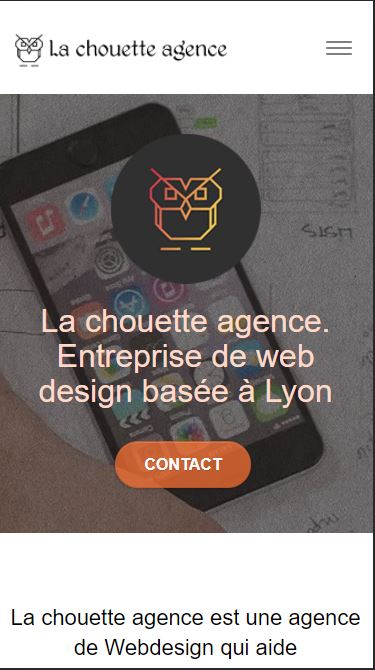 La chouette agence
La chouette agence.
Entreprise de web
design basée à Lyon
CONTACT
La chouette agence est une agence
de Webdesign qui aide